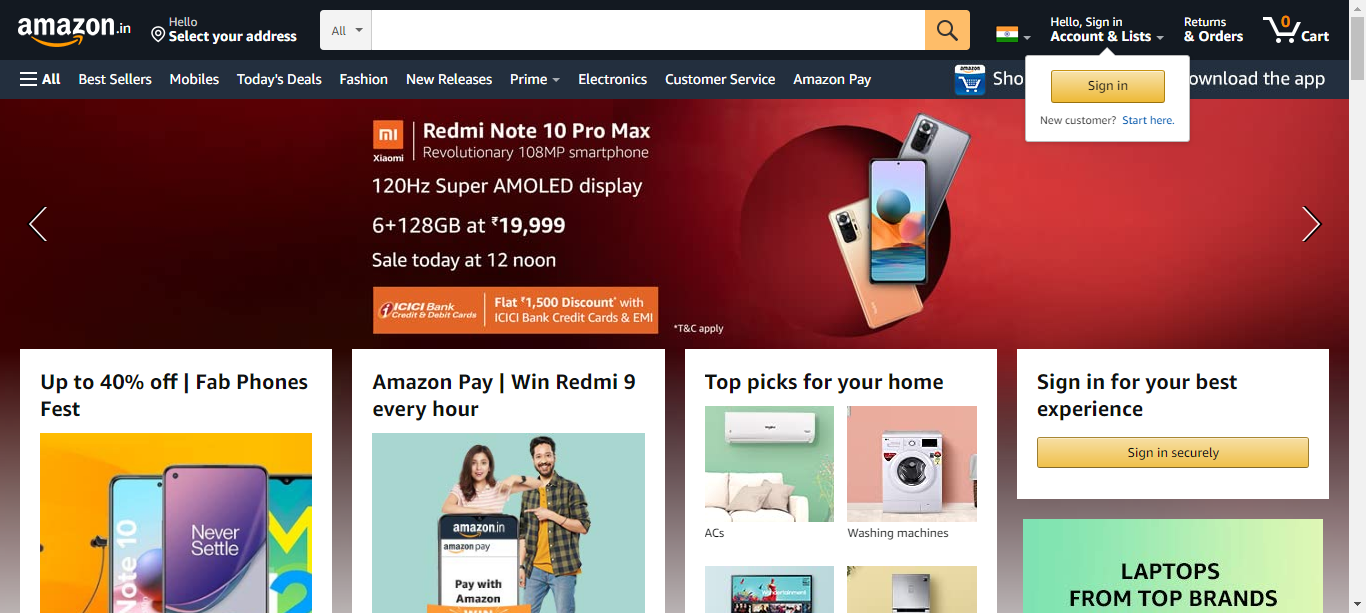 amazon.in
Hello
Select your address
All
Hello, Sign in
Account & Lists
Returns
& Orders
0
Cart
All
Best Sellers
Mobiles
Today's Deals
Fashion
New Releases
Prime
Electronics
Customer Service
Amazon Pay
amazon
Sho
ownload the app
Sign in
New customer? Start here.
mi
Xiaomi
Redmi Note 10 Pro Max
Revolutionary 108MP smartphone
120Hz Super AMOLED display
6+128GB at ₹19,999
Sale today at 12 noon
ICICI Bank
Credit & Debit Cards
Flat ₹1,500 Discount* with
ICICI Bank Credit Cards & EMI
*T&C apply
Up to 40% off | Fab Phones
Fest
Note 10
Never
Settle
Amazon Pay | Win Redmi 9
every hour
amazon.in
amazon pay
Pay with
Amazon
WIN
Top picks for your home
ACs
Washing machines
Sign in for your best
experience
Sign in securely
LAPTOPS
FROM TOP BRANDS